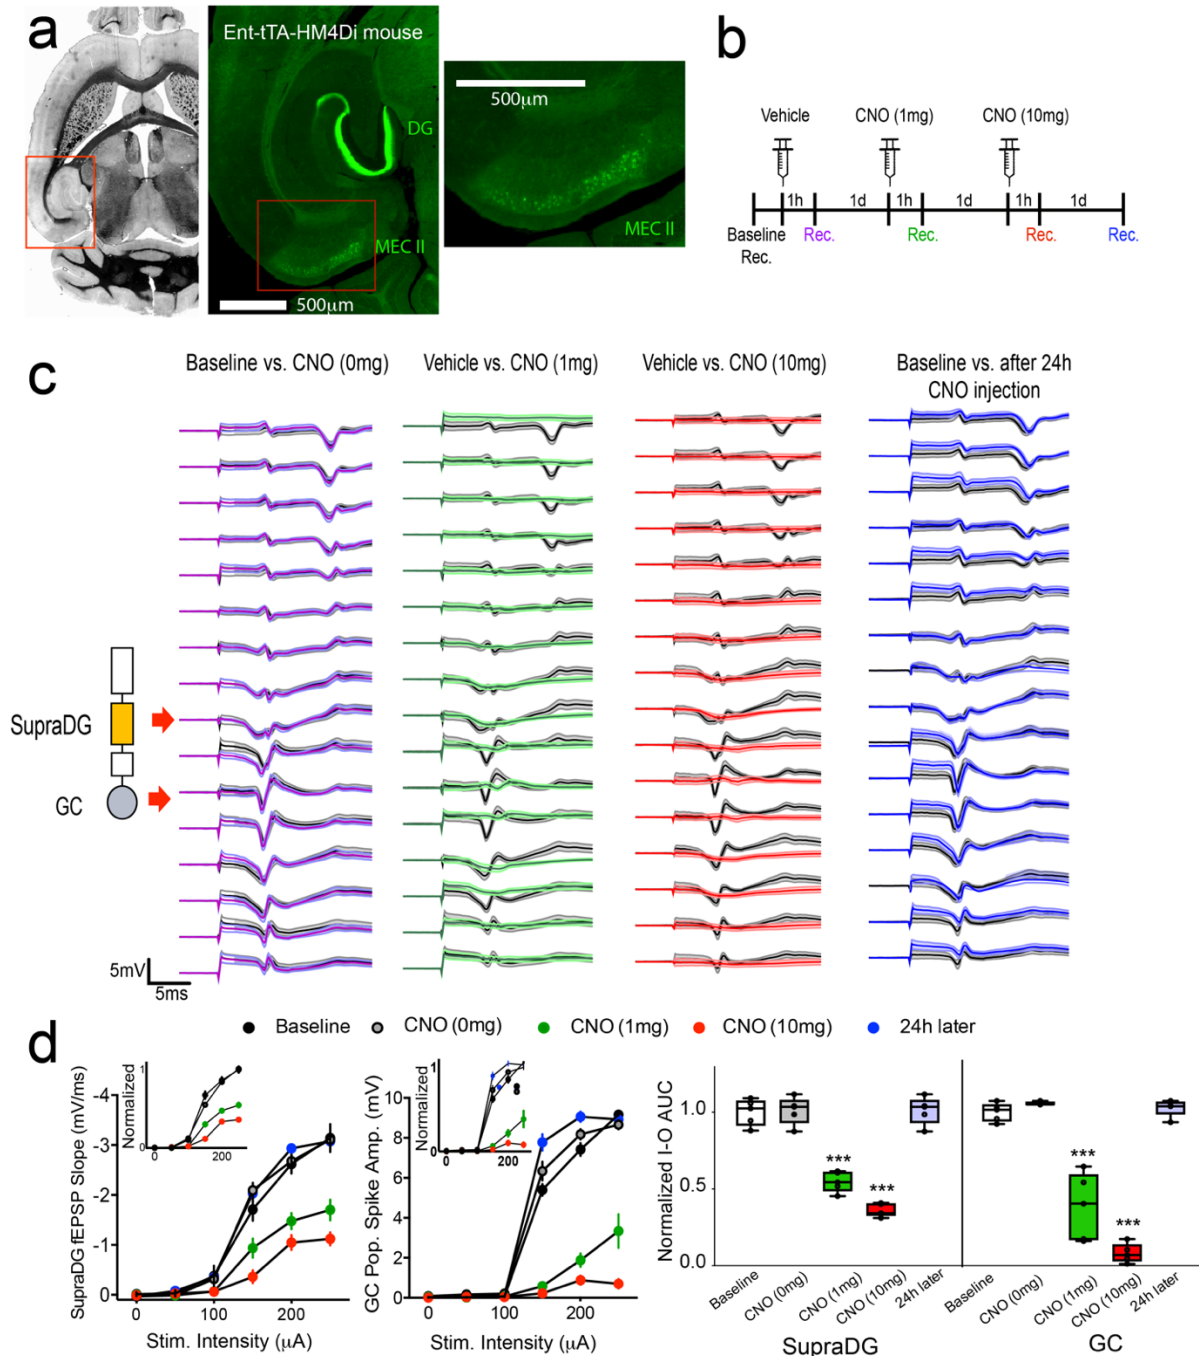 a
Ent-tTA-HM4Di mouse
DG
MEC II
500μm
500μm
MEC II
b
Vehicle
CNO (1mg)
CNO (10mg)
1h
1d
1h
1d
1h
1d
Baseline
Rec.
Rec.
Rec.
Rec.
Rec.
c
Baseline vs. CNO (0mg)
Vehicle vs. CNO (1mg)
Vehicle vs. CNO (10mg)
Baseline vs. after 24h
CNO injection
SupraDG
GC
5mV
5ms
d
Baseline
CNO (0mg)
CNO (1mg)
CNO (10mg)
24h later
SupraDG fEPSP Slope (mV/ms)
-4
-3
-2
-1
0
0
100
200
Stim. Intensity (μA)
Normalized
1
0
0
200
GC Pop. Spike Amp. (mV)
10
8
6
4
2
0
0
100
200
Stim. Intensity (μA)
Normalized
1
0
0
200
Normalized I-O AUC
1.0
0.5
0.0
***
***
***
***
Baseline
CNO (0mg)
CNO (1mg)
CNO (10mg)
24h later
Baseline
CNO (0mg)
CNO (1mg)
CNO (10mg)
24h later
SupraDG
GC